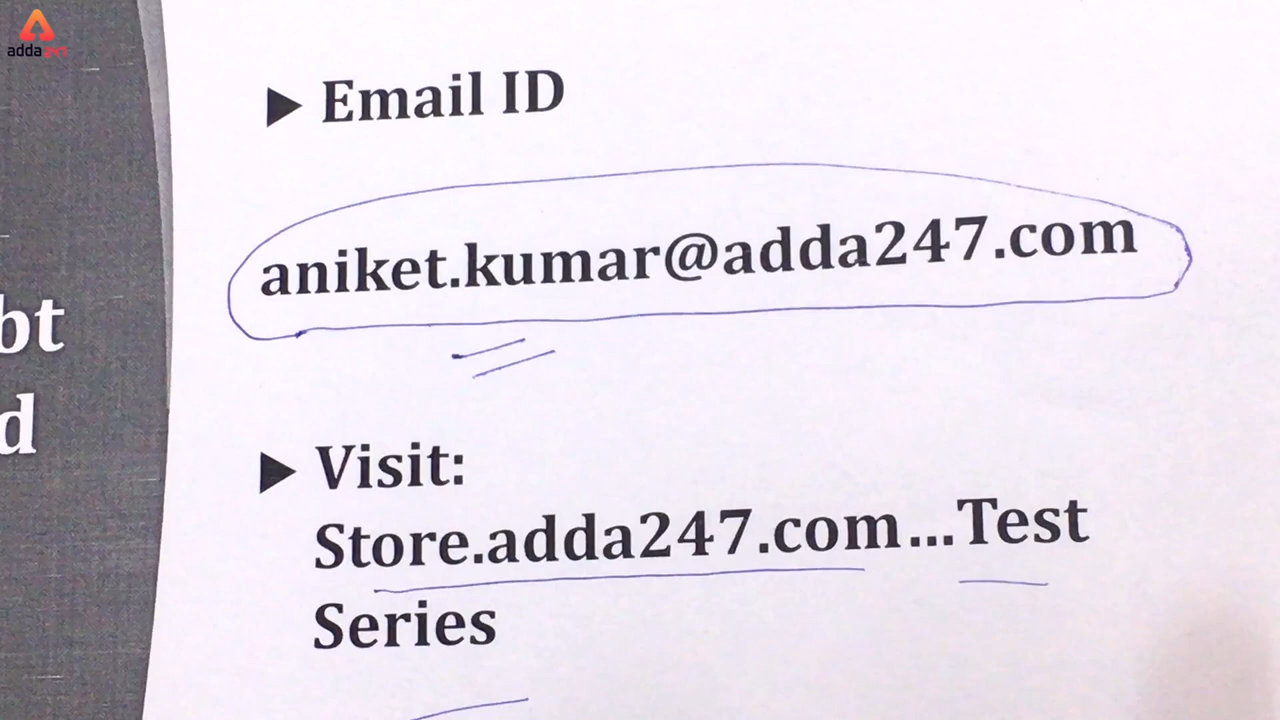 adda247
Email ID
aniket.kumar@adda247.com
bt
d
Visit:
Store.adda247.com...Test
Series